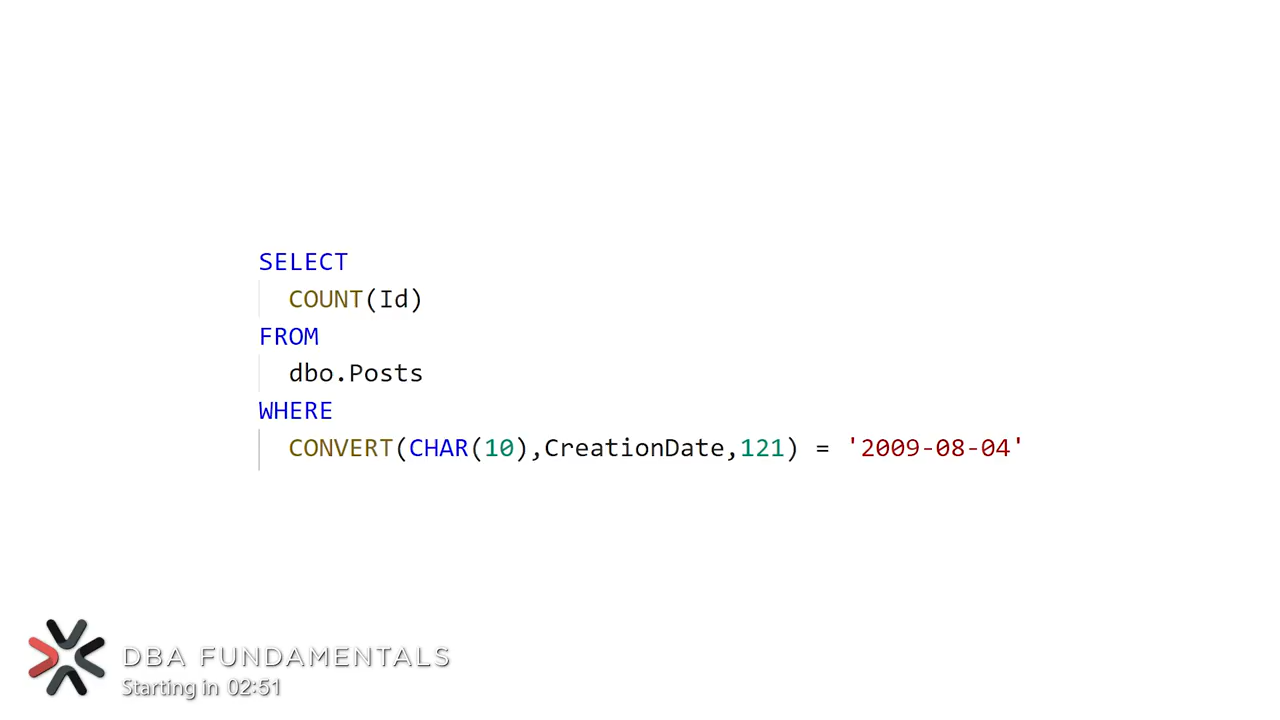 SELECT
COUNT(Id)
FROM
dbo.Posts
WHERE
CONVERT(CHAR(10),CreationDate,121) = '2009-08-04'
DBA FUNDAMENTALS
Starting in 02:51